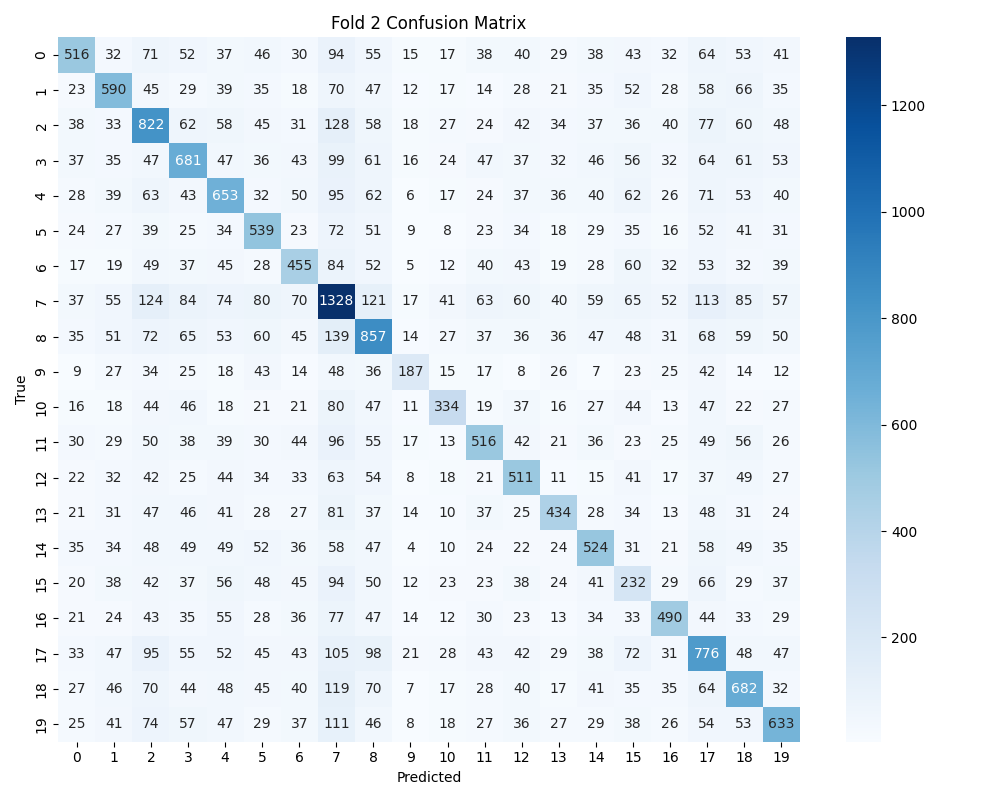 Fold 2 Confusion Matrix
0 516 32 71 52 37 46 30 94 55 15 17 38 40 29 38 43 32 64 53 41
1 23 590 45 29 39 35 18 70 47 12 17 14 28 21 35 52 28 58 66 35
2 38 33 822 62 58 45 31 128 58 18 27 24 42 34 37 36 40 77 60 48
3 37 35 47 681 47 36 43 99 61 16 24 47 37 32 46 56 32 64 61 53
4 28 39 63 43 653 32 50 95 62 6 17 24 37 36 40 62 26 71 53 40
5 24 27 39 25 34 539 23 72 51 9 8 23 34 18 29 35 16 52 41 31
6 17 19 49 37 45 28 455 84 52 5 12 40 43 19 28 60 32 53 32 39
7 37 55 124 84 74 80 70 1328 121 17 41 63 60 40 59 65 52 113 85 57
8 35 51 72 65 53 60 45 139 857 14 27 37 36 36 47 48 31 68 59 50
9 9 27 34 25 18 43 14 48 36 187 15 17 8 26 7 23 25 42 14 12
10 16 18 44 46 18 21 21 80 47 11 334 19 37 16 27 44 13 47 22 27
11 30 29 50 38 39 30 44 96 55 17 13 516 42 21 36 23 25 49 56 26
12 22 32 42 25 44 34 33 63 54 8 18 21 511 11 15 41 17 37 49 27
13 21 31 47 46 41 28 27 81 37 14 10 37 25 434 28 34 13 48 31 24
14 35 34 48 49 49 52 36 58 47 4 10 24 22 24 524 31 21 58 49 35
15 20 38 42 37 56 48 45 94 50 12 23 23 38 24 41 232 29 66 29 37
16 21 24 43 35 55 28 36 77 47 14 12 30 23 13 34 33 490 44 33 29
17 33 47 95 55 52 45 43 105 98 21 28 43 42 29 38 72 31 776 48 47
18 27 46 70 44 48 45 40 119 70 7 17 28 40 17 41 35 35 64 682 32
19 25 41 74 57 47 29 37 111 46 8 18 27 36 27 29 38 26 54 53 633
0 1 2 3 4 5 6 7 8 9 10 11 12 13 14 15 16 17 18 19
Predicted
True
1200
1000
800
600
400
200